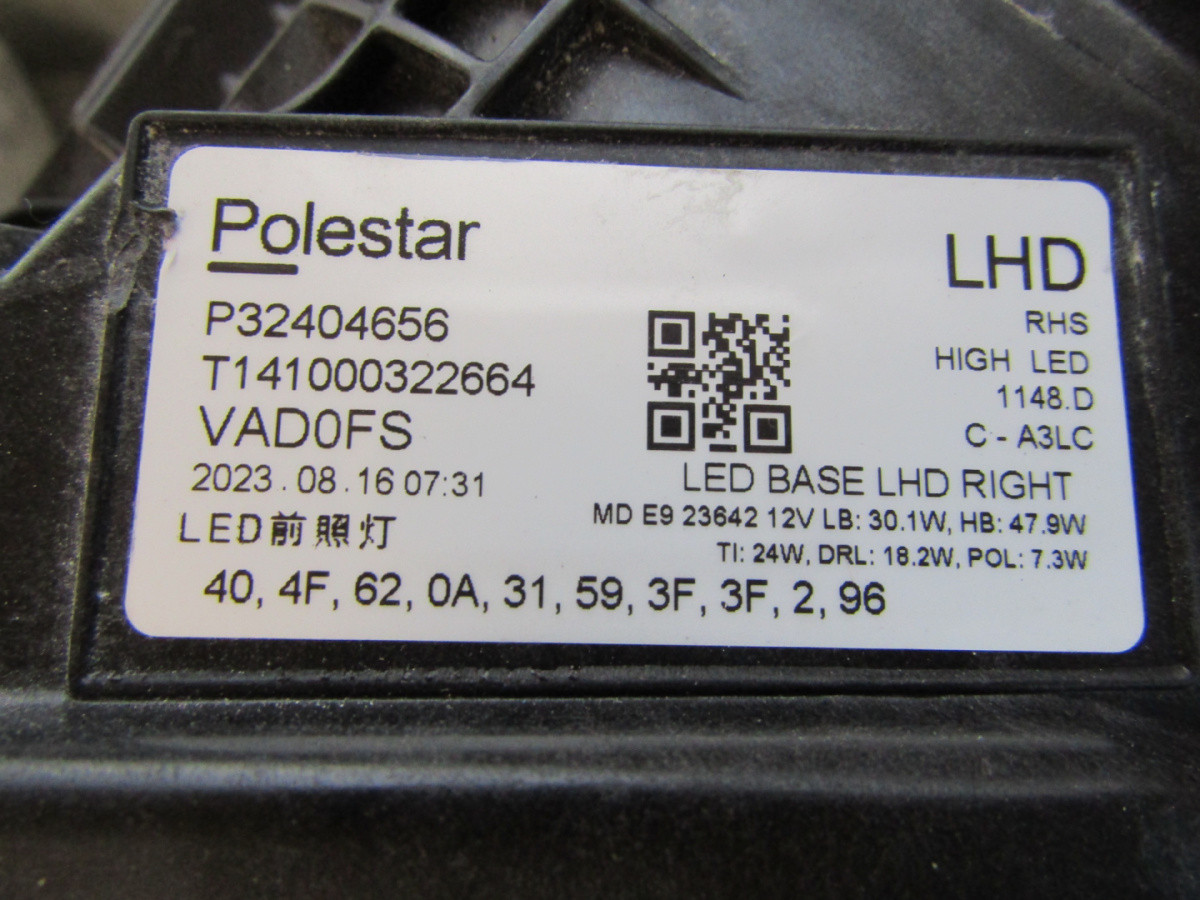 Polestar
P32404656
T141000322664
VAD0FS
2023.08.16 07:31
LED前照灯
LHD
RHS
HIGH LED
1148.D
C - A3LC
LED BASE LHD RIGHT
MD E9 23642 12V LB: 30.1W, HB: 47.9W
TI: 24W, DRL: 18.2W, POL: 7.3W
40, 4F, 62, 0A, 31, 59, 3F, 3F, 2, 96